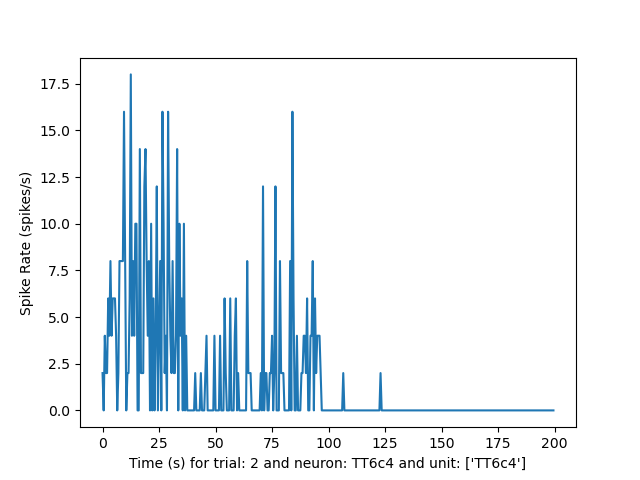 17.5
15.0
12.5
10.0
7.5
5.0
2.5
0.0
Spike Rate (spikes/s)
0 25 50 75 100 125 150 175 200
Time (s) for trial: 2 and neuron: TT6c4 and unit: ['TT6c4']